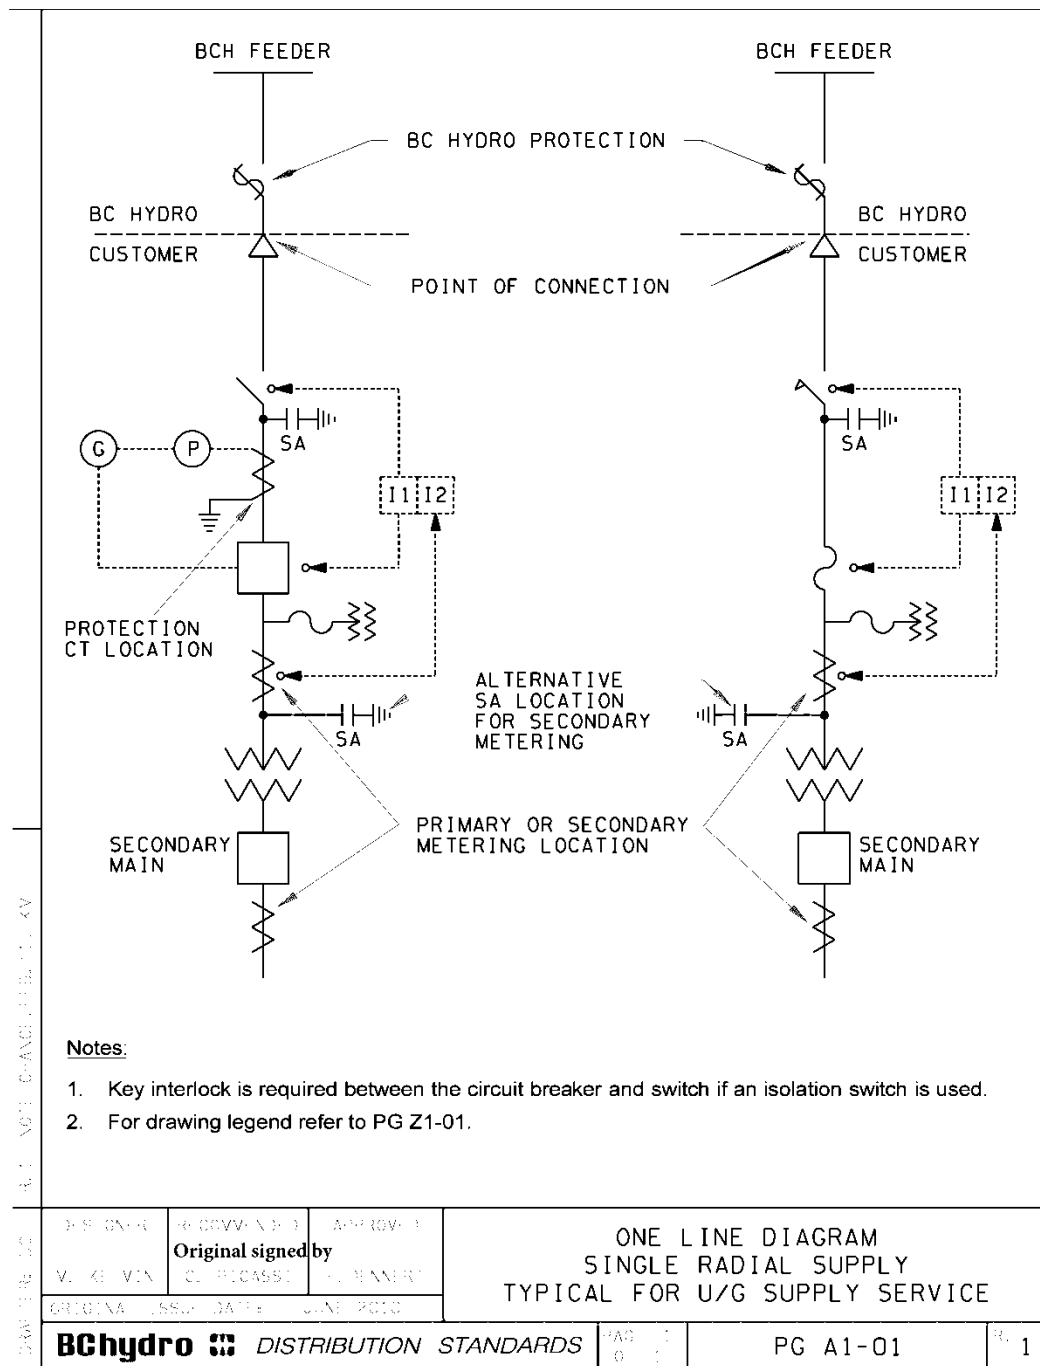 BCH FEEDER
BCH FEEDER
BC HYDRO PROTECTION
BC HYDRO
CUSTOMER
BC HYDRO
CUSTOMER
POINT OF CONNECTION
SA
SA
G
P
I1 I2
I1 I2
PROTECTION
CT LOCATION
ALTERNATIVE
SA LOCATION
FOR SECONDARY
METERING
SA
SA
PRIMARY OR SECONDARY
METERING LOCATION
SECONDARY
MAIN
SECONDARY
MAIN
Notes:
1. Key interlock is required between the circuit breaker and switch if an isolation switch is used.
2. For drawing legend refer to PG Z1-01.
Original signed by
ONE LINE DIAGRAM
SINGLE RADIAL SUPPLY
TYPICAL FOR U/G SUPPLY SERVICE
BChydro DISTRIBUTION STANDARDS
PG A1-01
1